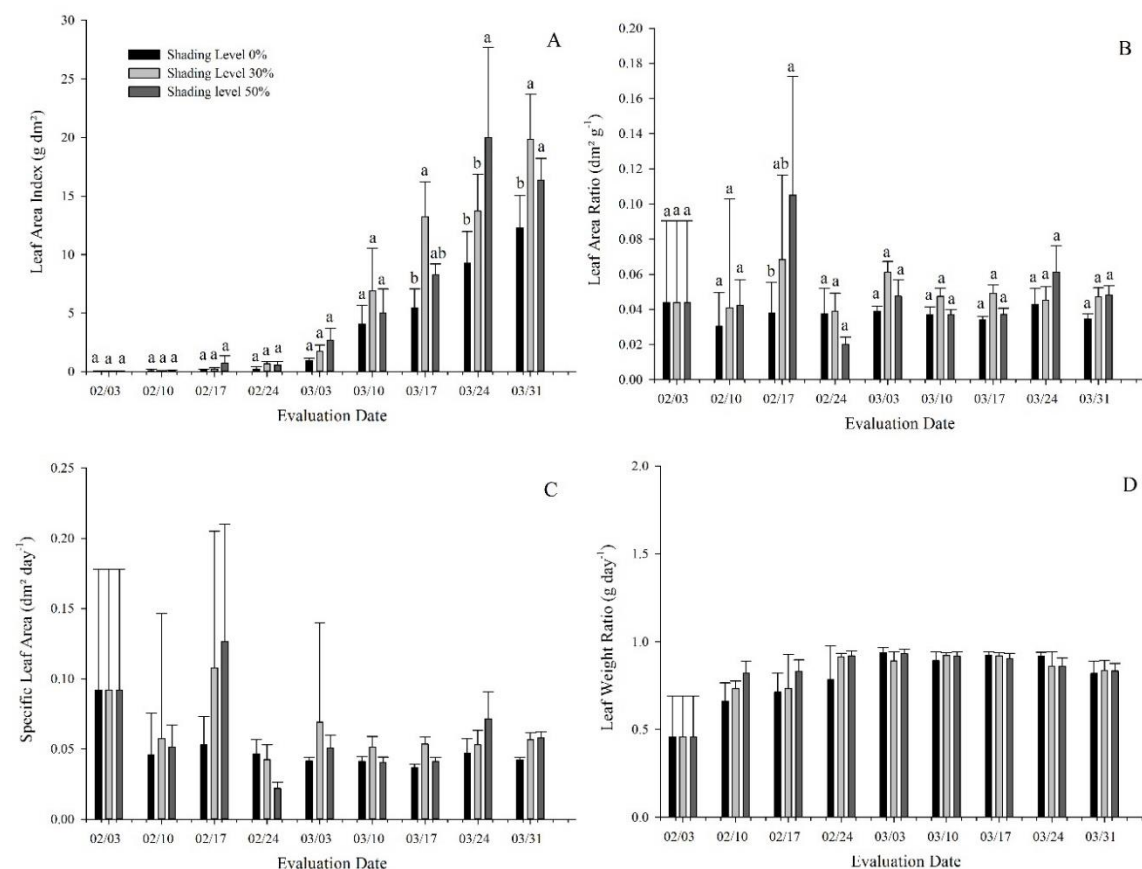 A
30
25
20
15
10
5
0
Leaf Area Index (g dm²)
Shading Level 0%
Shading Level 30%
Shading level 50%
a a a
a a a
a a a
a a a
a a a
a a a
b a ab
b b a
b a a
02/03 02/10 02/17 02/24 03/03 03/10 03/17 03/24 03/31
Evaluation Date
B
0.20
0.18
0.16
0.14
0.12
0.10
0.08
0.06
0.04
0.02
0.00
Leaf Area Ratio (dm² g⁻¹)
a a a
a a a
b ab a
a a a
a a a
a a a
a a a
a a a
a a a
02/03 02/10 02/17 02/24 03/03 03/10 03/17 03/24 03/31
Evaluation Date
C
0.25
0.20
0.15
0.10
0.05
0.00
Specific Leaf Area (dm² day⁻¹)
02/03 02/10 02/17 02/24 03/03 03/10 03/17 03/24 03/31
Evaluation Date
D
2.0
1.5
1.0
0.5
0.0
Leaf Weight Ratio (g day⁻¹)
02/03 02/10 02/17 02/24 03/03 03/10 03/17 03/24 03/31
Evaluation Date